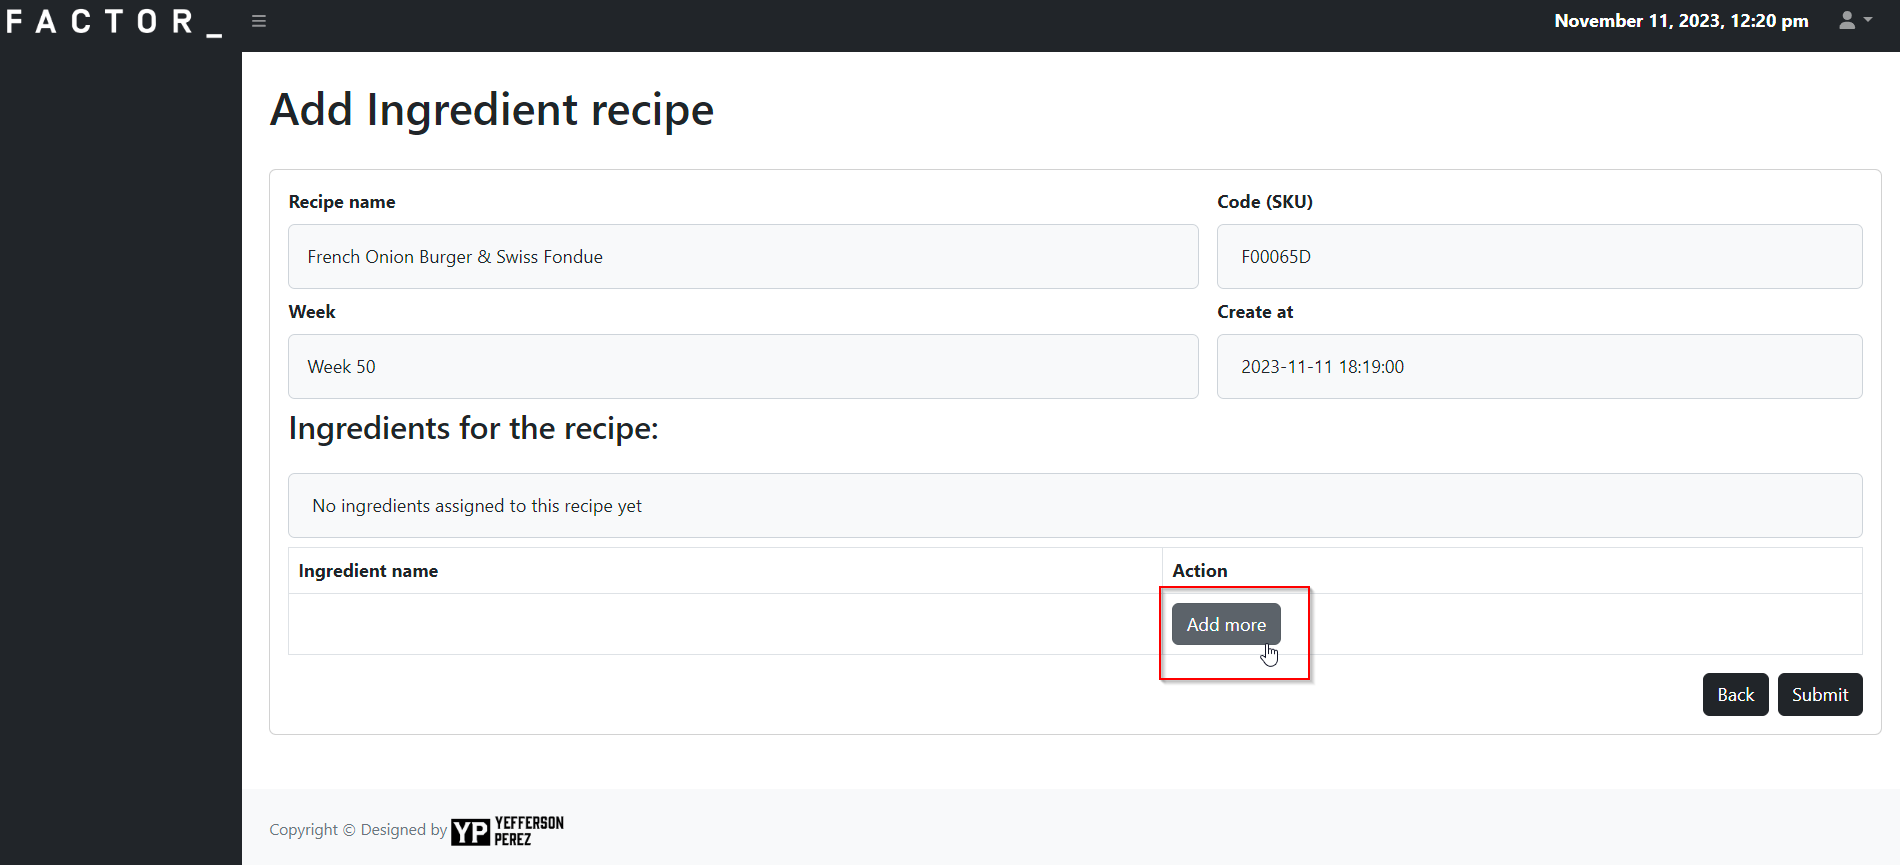 FACTOR_
November 11, 2023, 12:20 pm
Add Ingredient recipe
Recipe name
Code (SKU)
French Onion Burger & Swiss Fondue
F00065D
Week
Create at
Week 50
2023-11-11 18:19:00
Ingredients for the recipe:
No ingredients assigned to this recipe yet
Ingredient name
Action
Add more
Back
Submit
Copyright © Designed by
YP
YEFFERSON
PEREZ